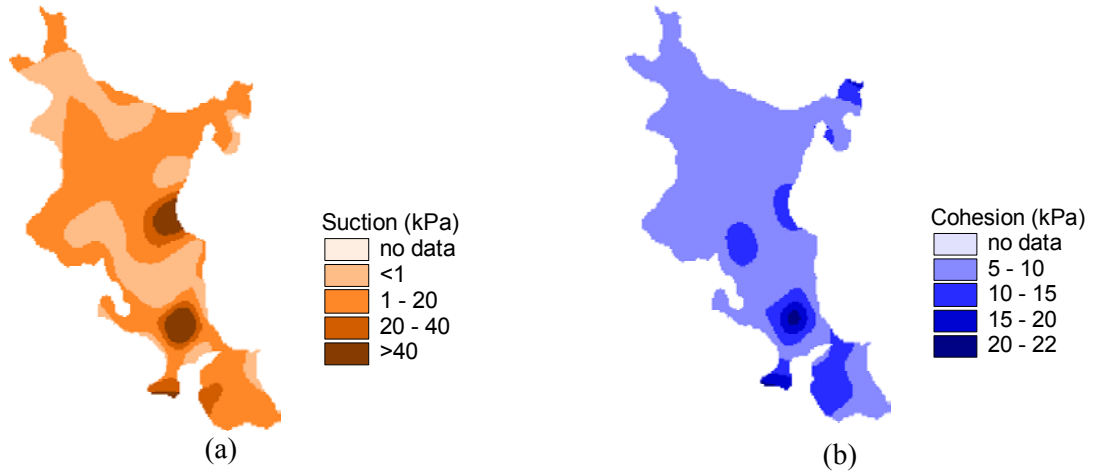 Suction (kPa)
no data
<1
1 - 20
20 - 40
>40
(a)
Cohesion (kPa)
no data
5 - 10
10 - 15
15 - 20
20 - 22
(b)